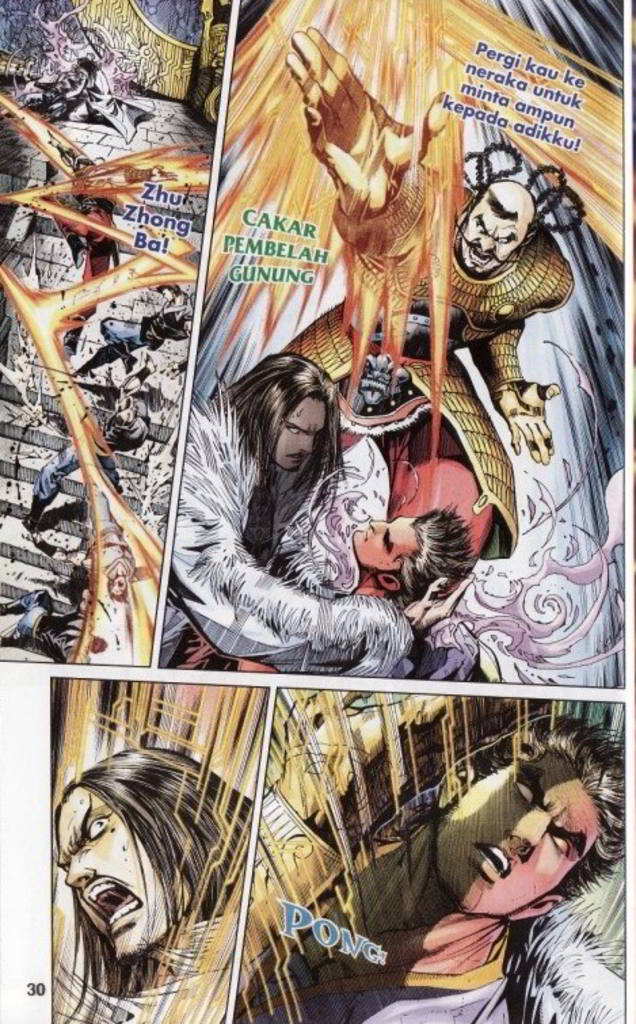 Zhu
Zhong
Ba!
Pergi kau ke
neraka untuk
minta ampun
kepada adikku!
CAKAR
PEMBELAH
GUNUNG
PONG
30